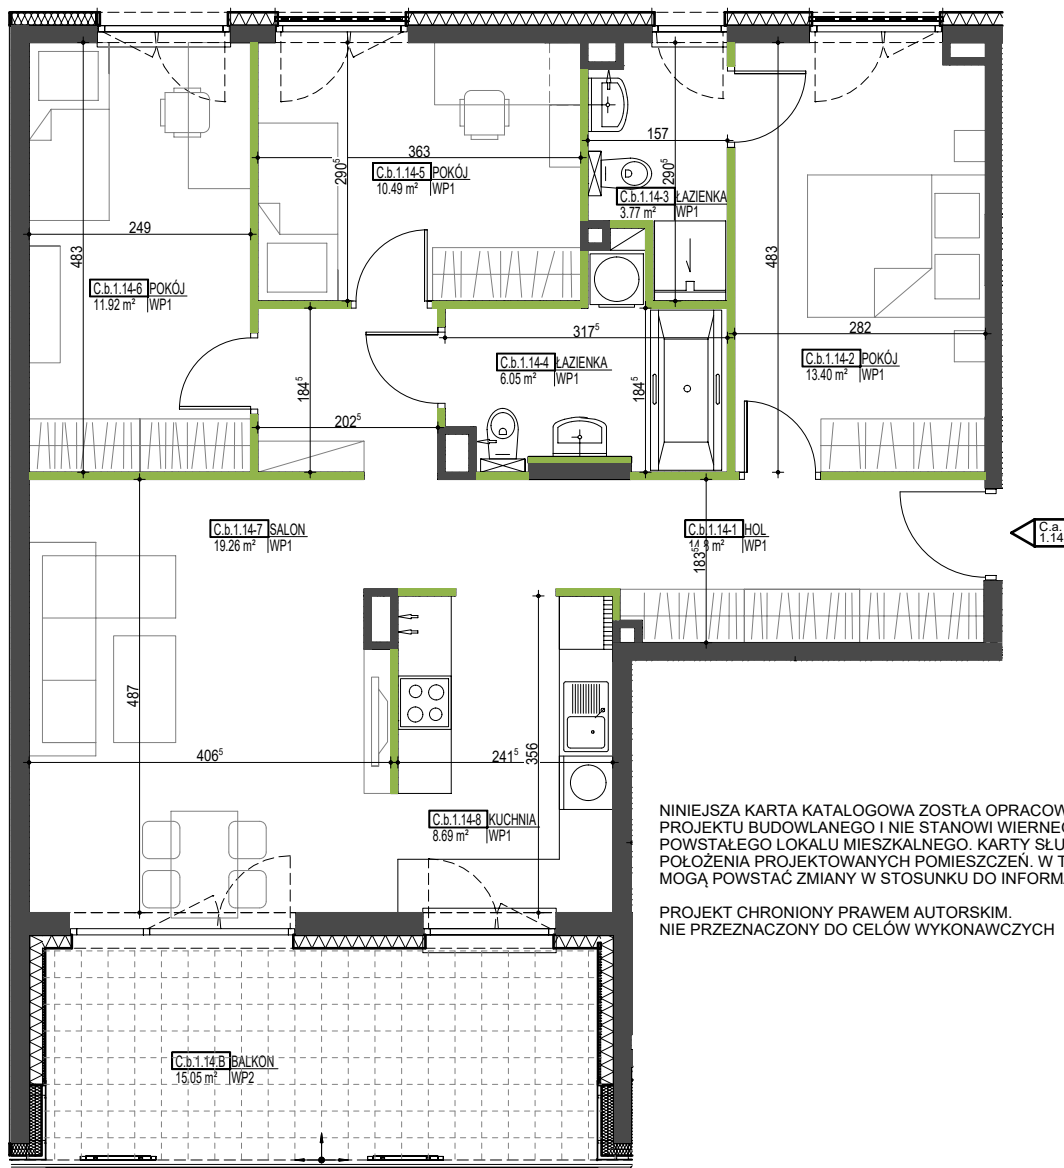 157
363
290⁵
290⁵
C.b.1.14-5 POKÓJ
10.49 m² WP1
C.b.1.14-3 ŁAZIENKA
3.77 m² WP1
249
483
483
C.b.1.14-6 POKÓJ
11.92 m² WP1
317⁵
282
C.b.1.14-4 ŁAZIENKA
6.05 m² WP1
C.b.1.14-2 POKÓJ
13.40 m² WP1
184⁵
184⁵
202⁵
C.b.1.14-7 SALON
19.26 m² WP1
C.b.1.14-1 HOL
m² WP1
183⁵
C.a.
1.14
487
406⁵
241⁵
356
C.b.1.14-8 KUCHNIA
8.69 m² WP1
NINIEJSZA KARTA KATALOGOWA ZOSTŁA OPRACOW
PROJEKTU BUDOWLANEGO I NIE STANOWI WIERNEG
POWSTAŁEGO LOKALU MIESZKALNEGO. KARTY SŁU
POŁOŻENIA PROJEKTOWANYCH POMIESZCZEŃ. W T
MOGĄ POWSTAĆ ZMIANY W STOSUNKU DO INFORMA
PROJEKT CHRONIONY PRAWEM AUTORSKIM.
NIE PRZEZNACZONY DO CELÓW WYKONAWCZYCH
C.b.1.14.B BALKON
15.05 m² WP2